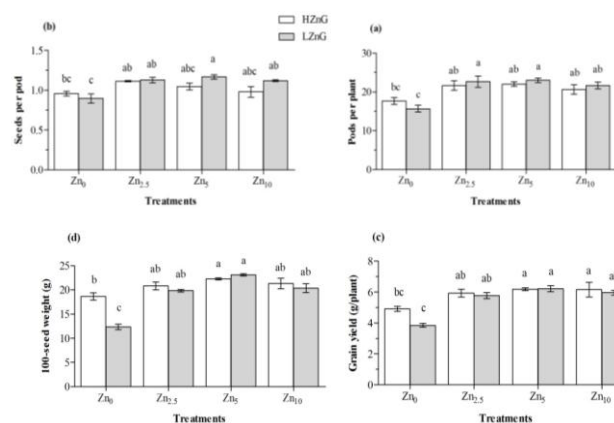 HZnG
LZnG
(b)
Seeds per pod
1.5
1.0
0.5
0.0
bc c ab ab abc a abc ab
Zn0 Zn2.5 Zn5 Zn10
Treatments
(a)
Pods per plant
30
20
10
0
bc c ab ab ab a ab ab
Zn0 Zn2.5 Zn5 Zn10
Treatments
(d)
100-seed weight (g)
25
20
15
10
5
0
b c ab ab a a ab ab
Zn0 Zn2.5 Zn5 Zn10
Treatments
(c)
Grain yield (g/plant)
8
6
4
2
0
bc c ab ab a a a
Zn0 Zn2.5 Zn5 Zn10
Treatments